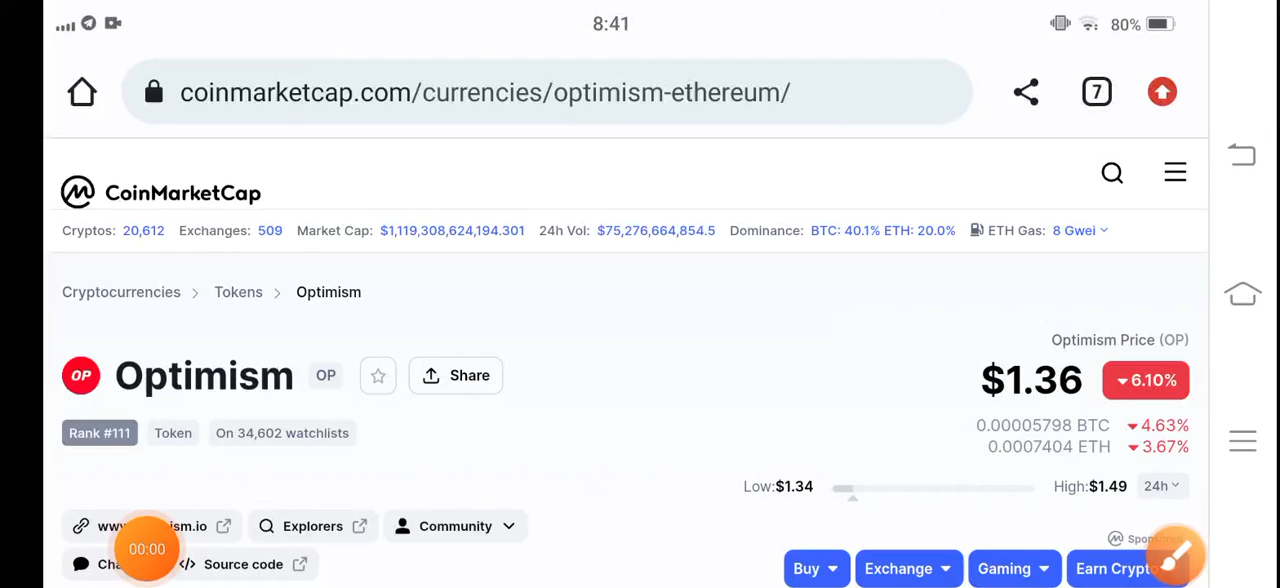 8:41
80%
coinmarketcap.com/currencies/optimism-ethereum/
7
CoinMarketCap
Cryptos: 20,612 Exchanges: 509 Market Cap: $1,119,308,624,194.301 24h Vol: $75,276,664,854.5 Dominance: BTC: 40.1% ETH: 20.0% ETH Gas: 8 Gwei
Cryptocurrencies > Tokens > Optimism
Optimism Price (OP)
OP Optimism OP Share $1.36 6.10%
Rank #111 Token On 34,602 watchlists
0.00005798 BTC 4.63%
0.0007404 ETH 3.67%
Low:$1.34 High:$1.49 24h
Explorers Community
00:00
Source code
Buy Exchange Gaming Earn Crypto